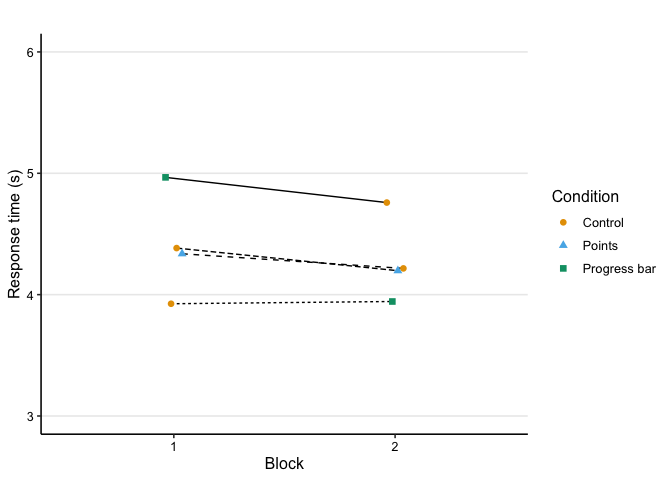 6
5
4
3
Response time (s)
1
2
Block
Condition
Control
Points
Progress bar